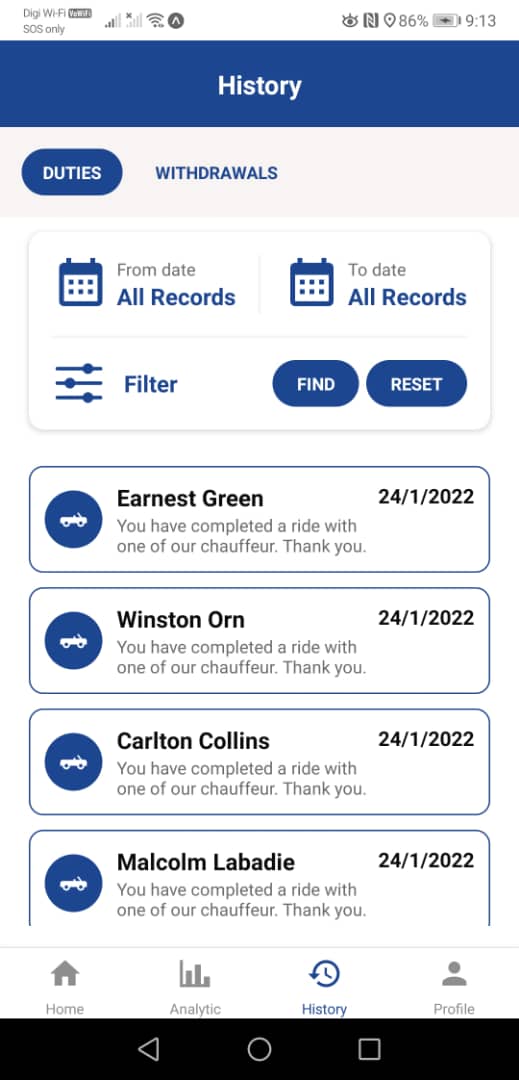 Digi Wi-Fi VoWiFi
SOS only
86%
9:13
History
DUTIES
WITHDRAWALS
From date
All Records
To date
All Records
Filter
FIND
RESET
Earnest Green
24/1/2022
You have completed a ride with
one of our chauffeur. Thank you.
Winston Orn
24/1/2022
You have completed a ride with
one of our chauffeur. Thank you.
Carlton Collins
24/1/2022
You have completed a ride with
one of our chauffeur. Thank you.
Malcolm Labadie
24/1/2022
You have completed a ride with
one of our chauffeur. Thank you.
Home
Analytic
History
Profile